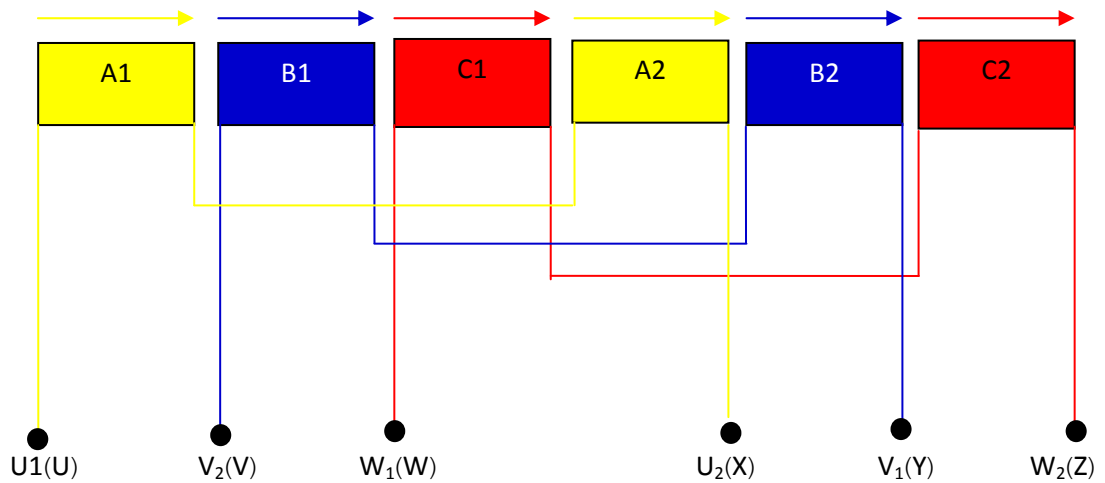 A1 B1 C1 A2 B2 C2
U1(U) V₂(V) W₁(W) U₂(X) V₁(Y) W₂(Z)